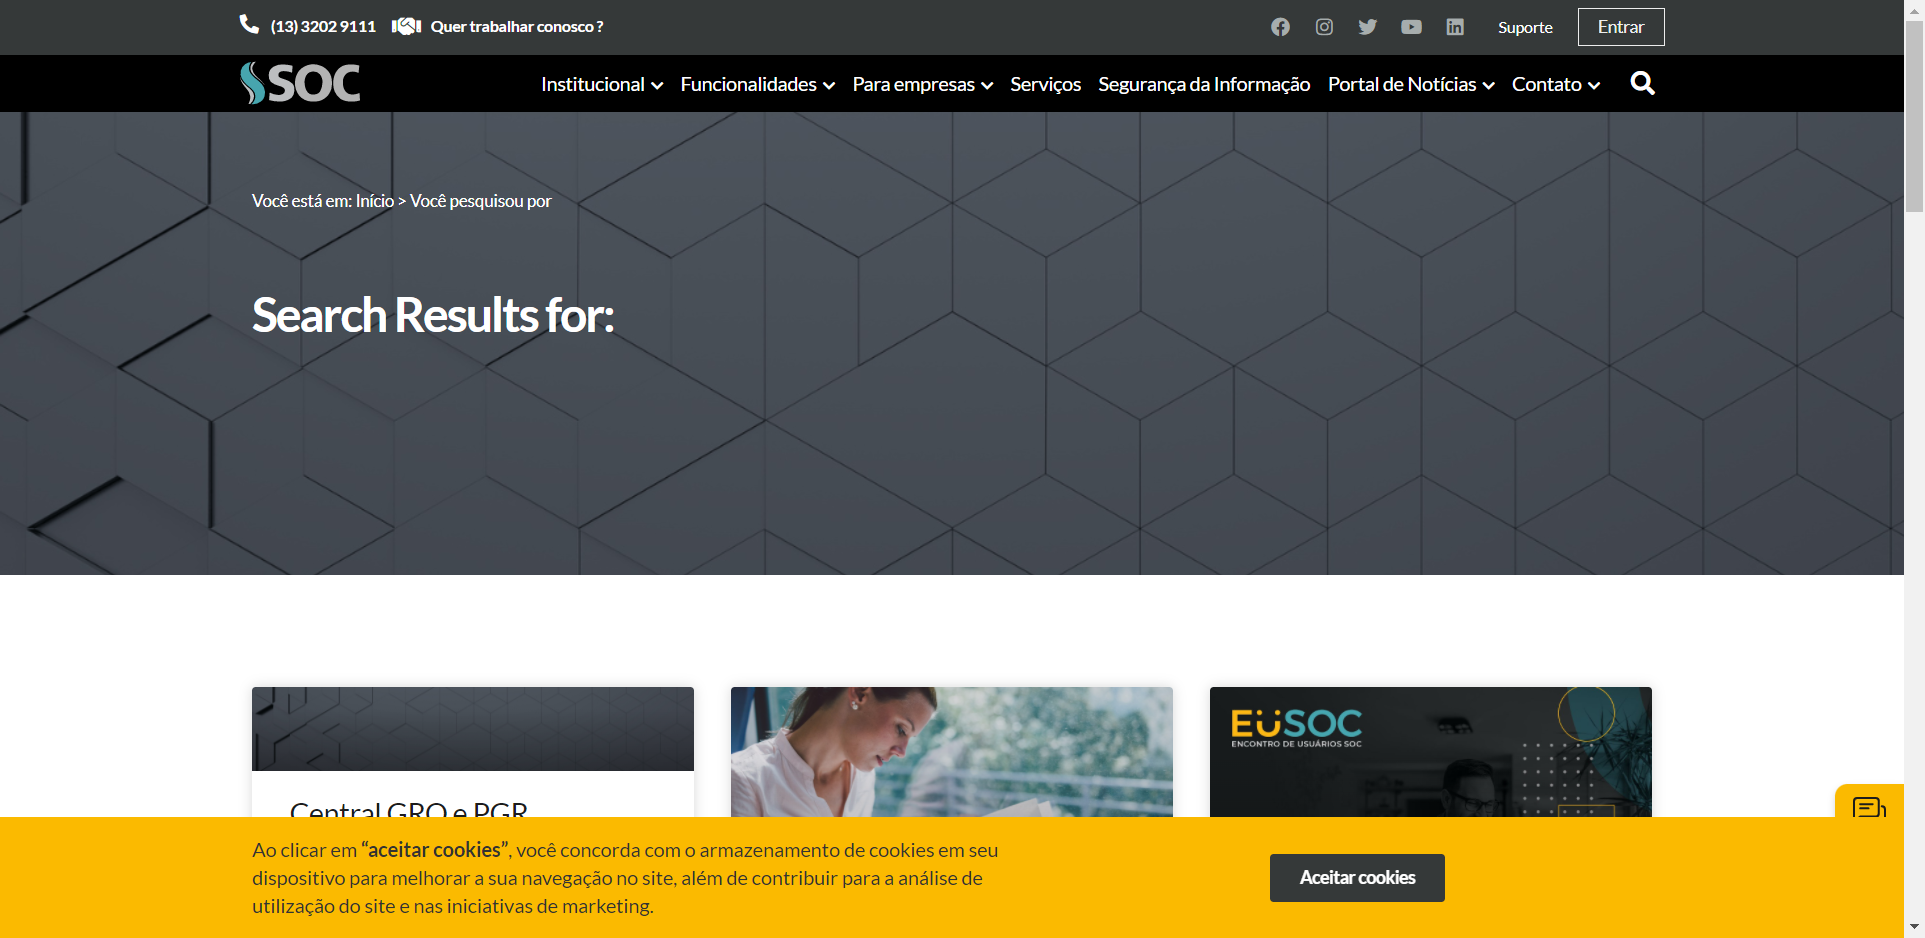 (13) 3202 9111 Quer trabalhar conosco ?
Suporte Entrar
SOC
Institucional Funcionalidades Para empresas Serviços Segurança da Informação Portal de Notícias Contato
Você está em: Início > Você pesquisou por
Search Results for:
EÜSOC
ENCONTRO DE USUÁRIOS SOC
Central GRO e PGR
Ao clicar em “aceitar cookies”, você concorda com o armazenamento de cookies em seu
dispositivo para melhorar a sua navegação no site, além de contribuir para a análise de
utilização do site e nas iniciativas de marketing.
Aceitar cookies